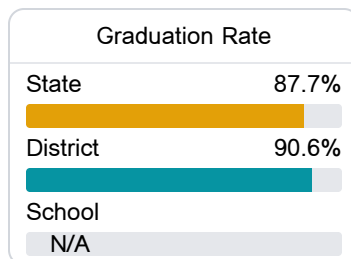 Graduation Rate
State 87.7%
District 90.6%
School
N/A